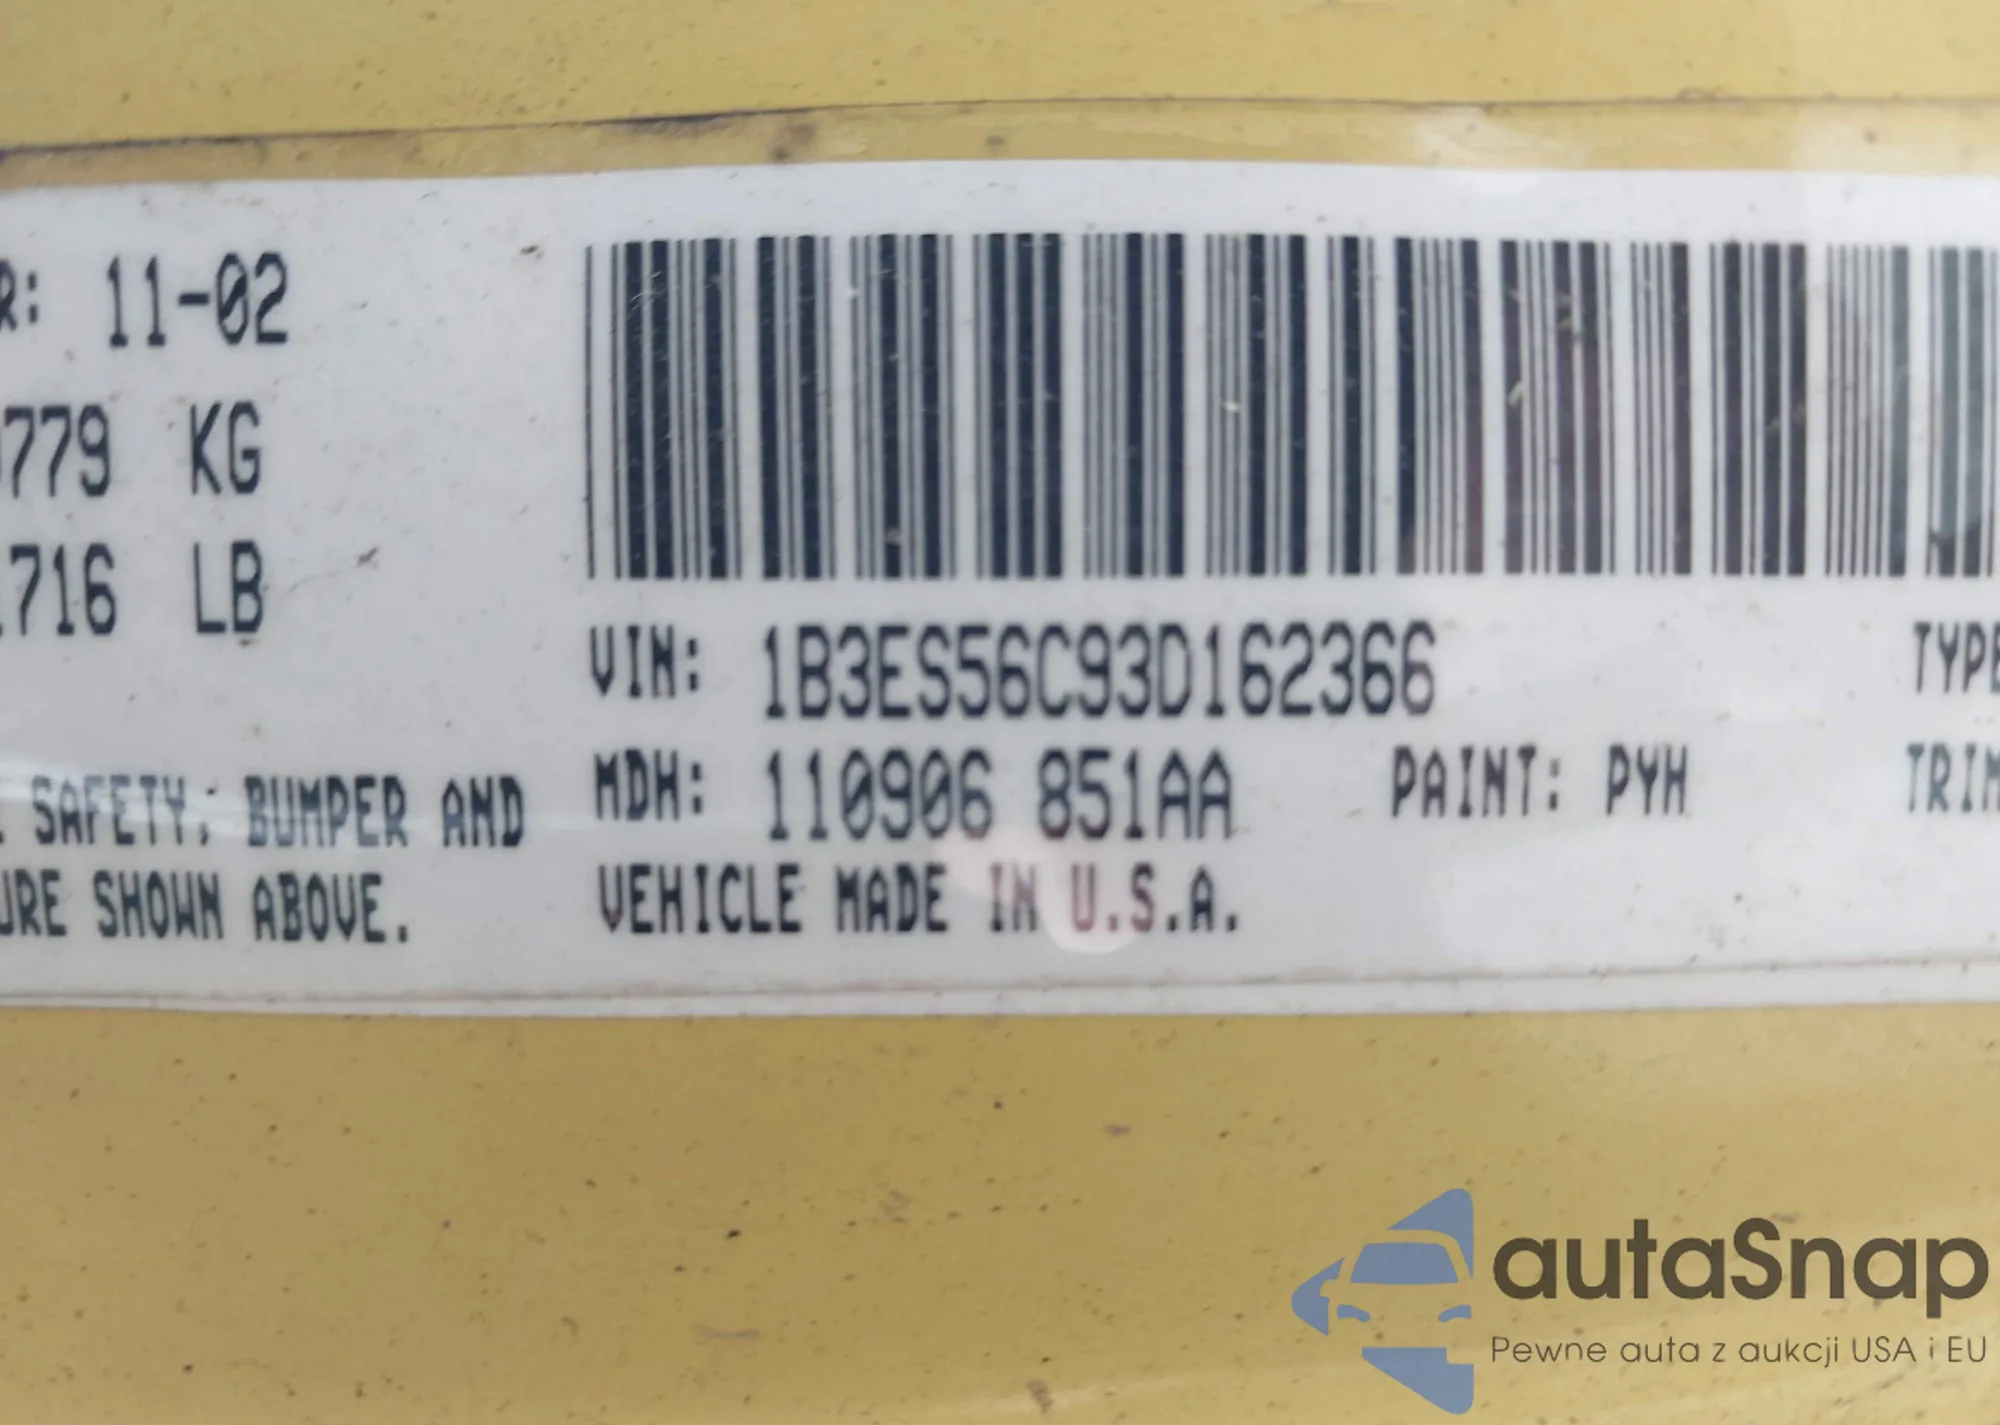 R: 11-02
779 KG
1716 LB
VIN: 1B3ES56C93D162366
TYPE
MDH: 110906 851AA PAINT: PYH
TRIM
SAFETY, BUMPER AND
URE SHOWN ABOVE.
VEHICLE MADE IN U.S.A.
autaSnap
Pewne auta z aukcji USA i EU